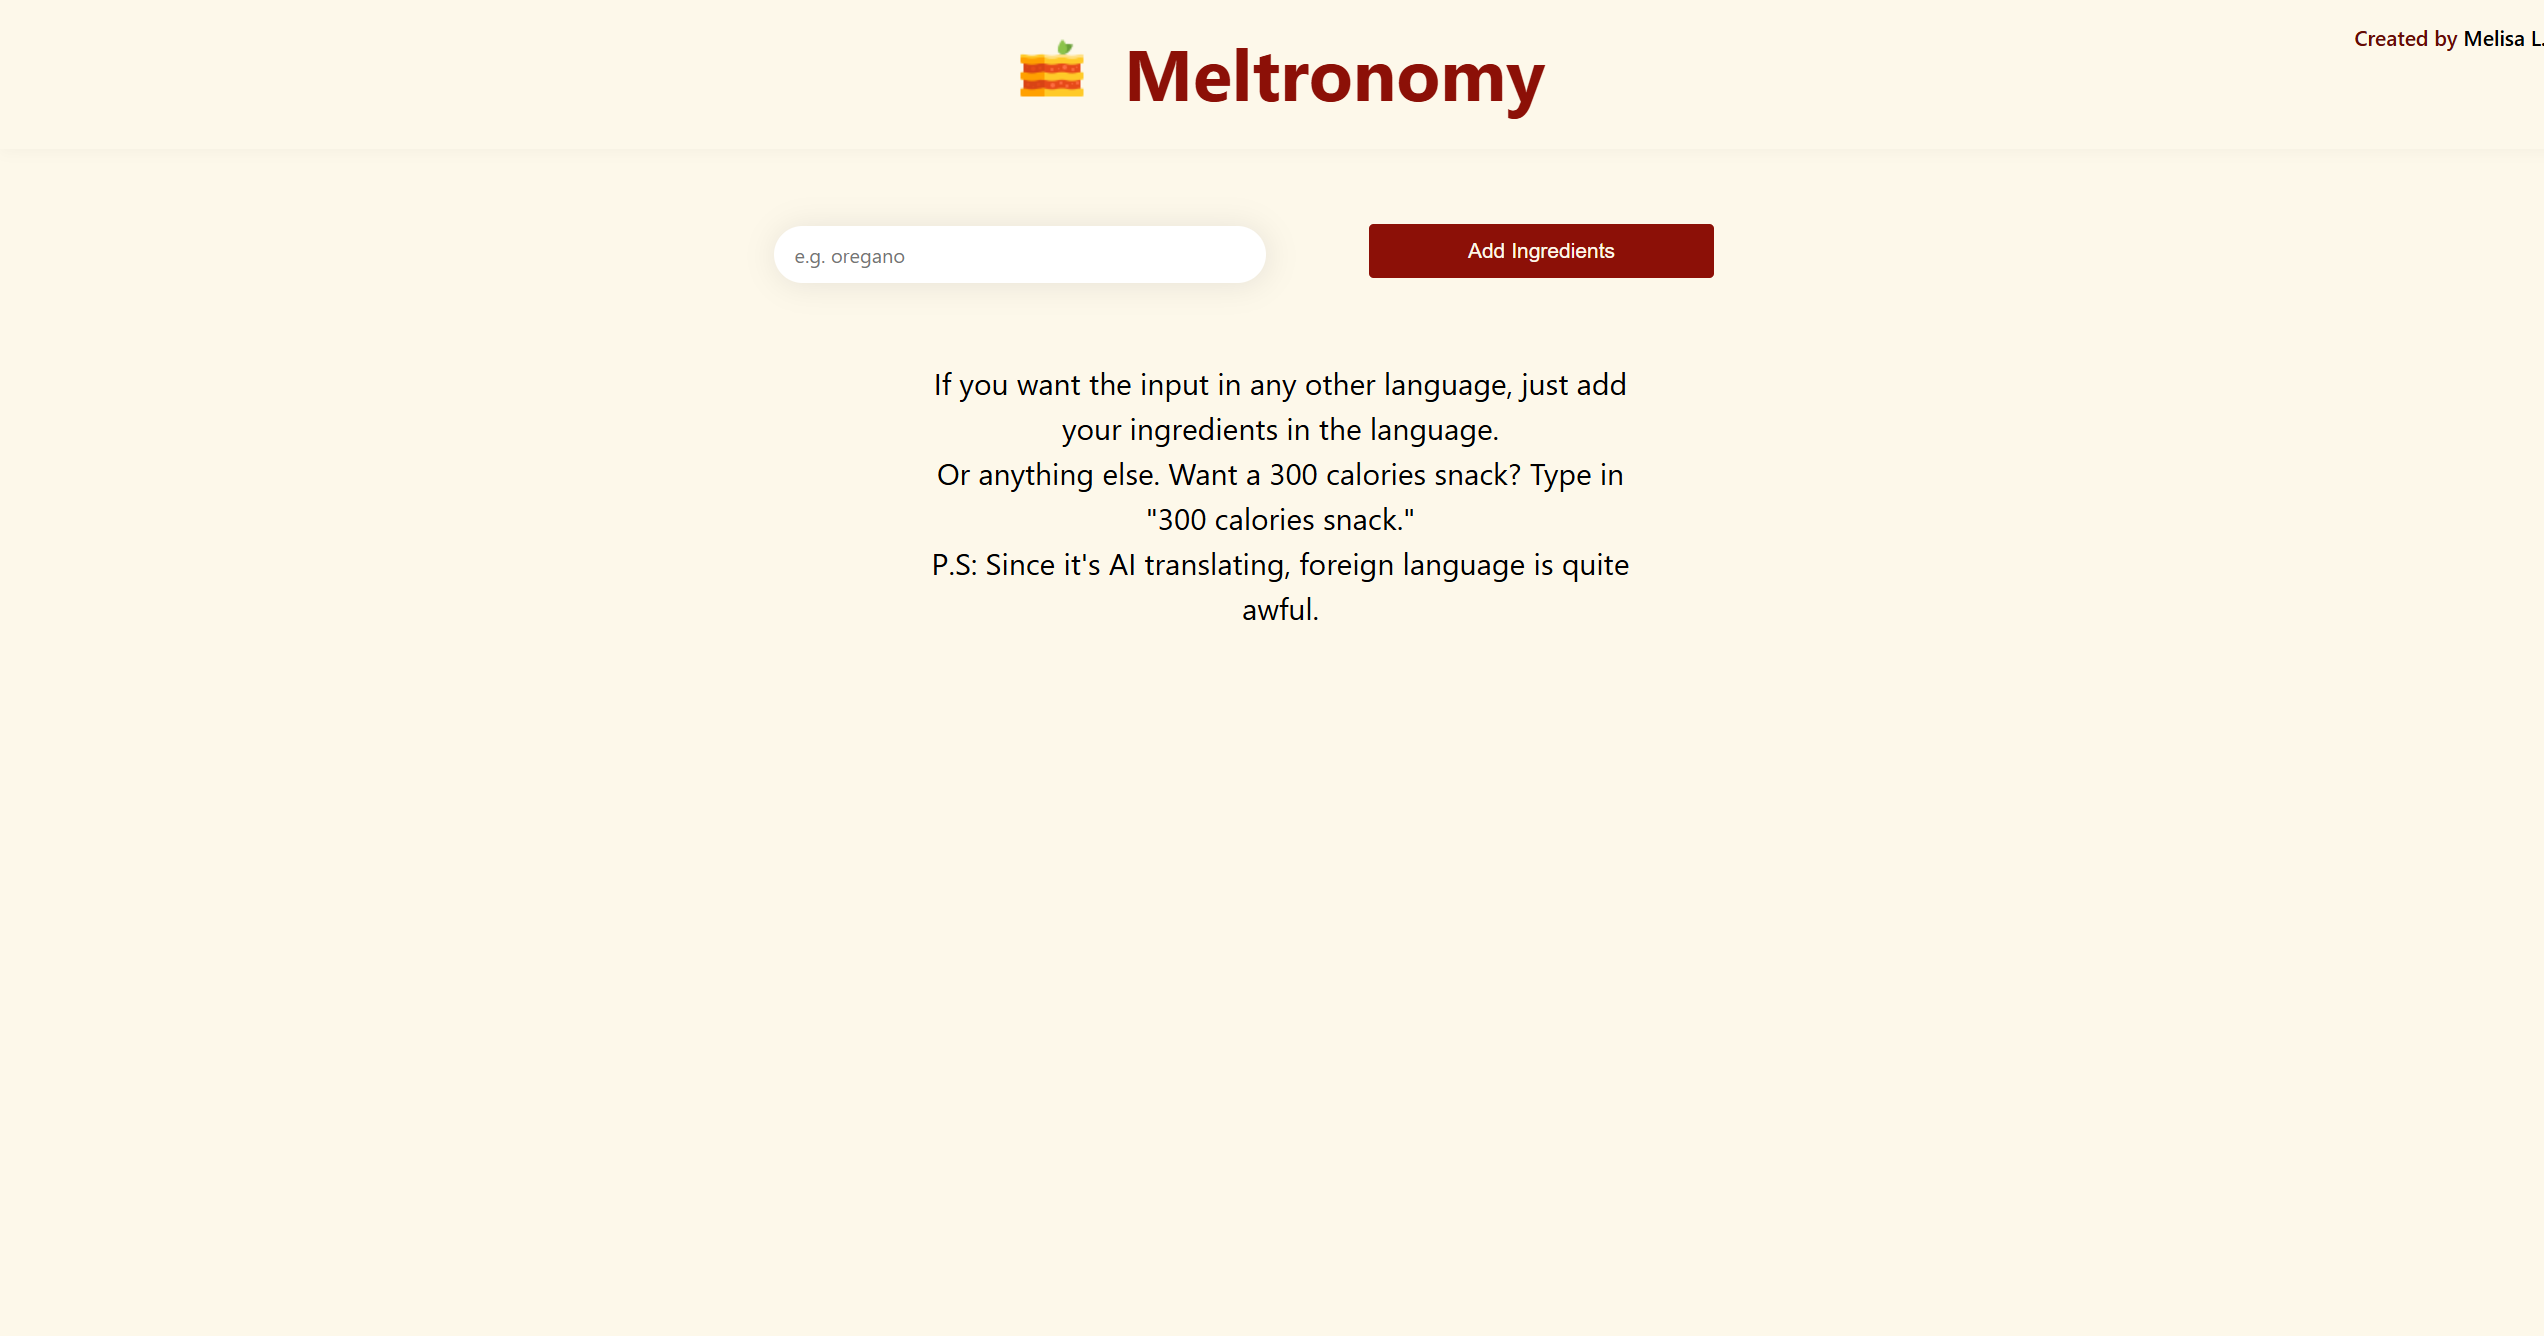 Meltronomy
Created by Melisa L.
e.g. oregano
Add Ingredients
If you want the input in any other language, just add
your ingredients in the language.
Or anything else. Want a 300 calories snack? Type in
"300 calories snack."
P.S: Since it's AI translating, foreign language is quite
awful.